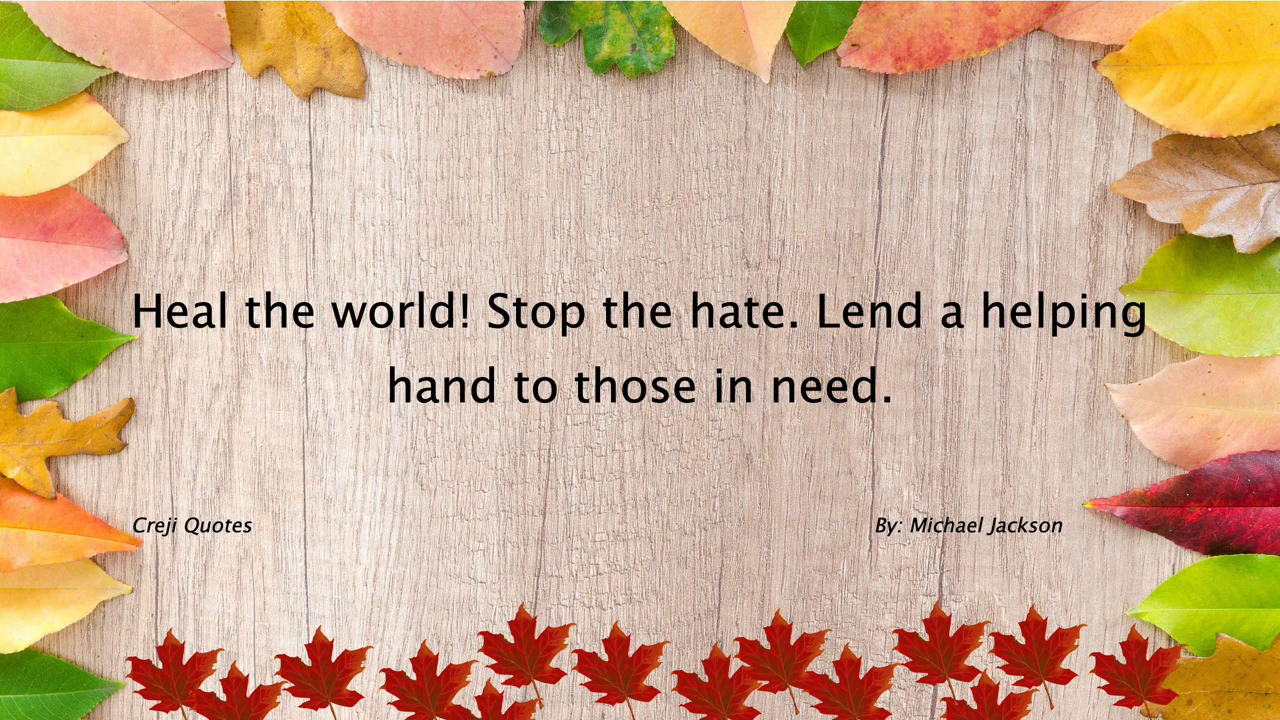 Heal the world! Stop the hate. Lend a helping
hand to those in need.
Creji Quotes
By: Michael Jackson